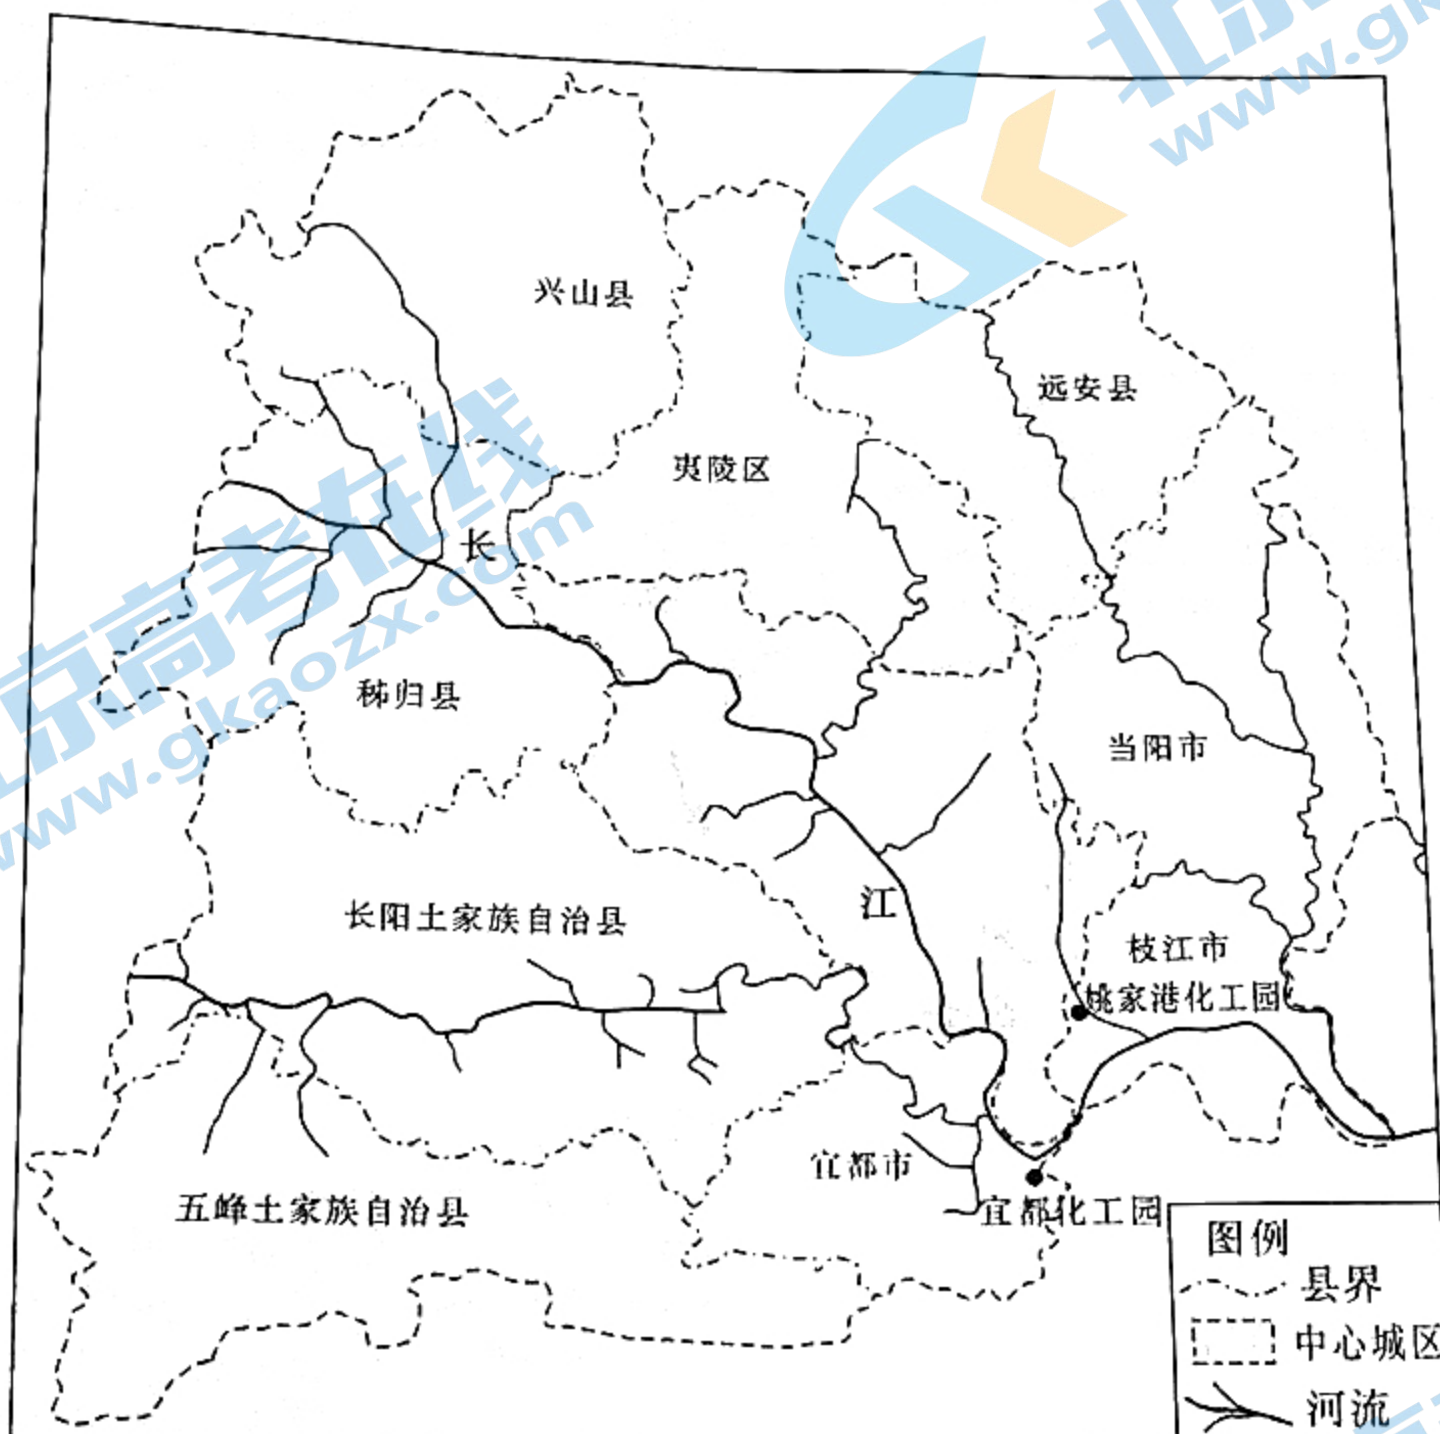 北京
www.gk
兴山县
远安县
夷陵区
长
京高考在线
www.gkaozx.com
秭归县
当阳市
江
长阳土家族自治县
枝江市
姚家港化工园
宜都市
宜都化工园
五峰土家族自治县
图例
县界
中心城区
河流